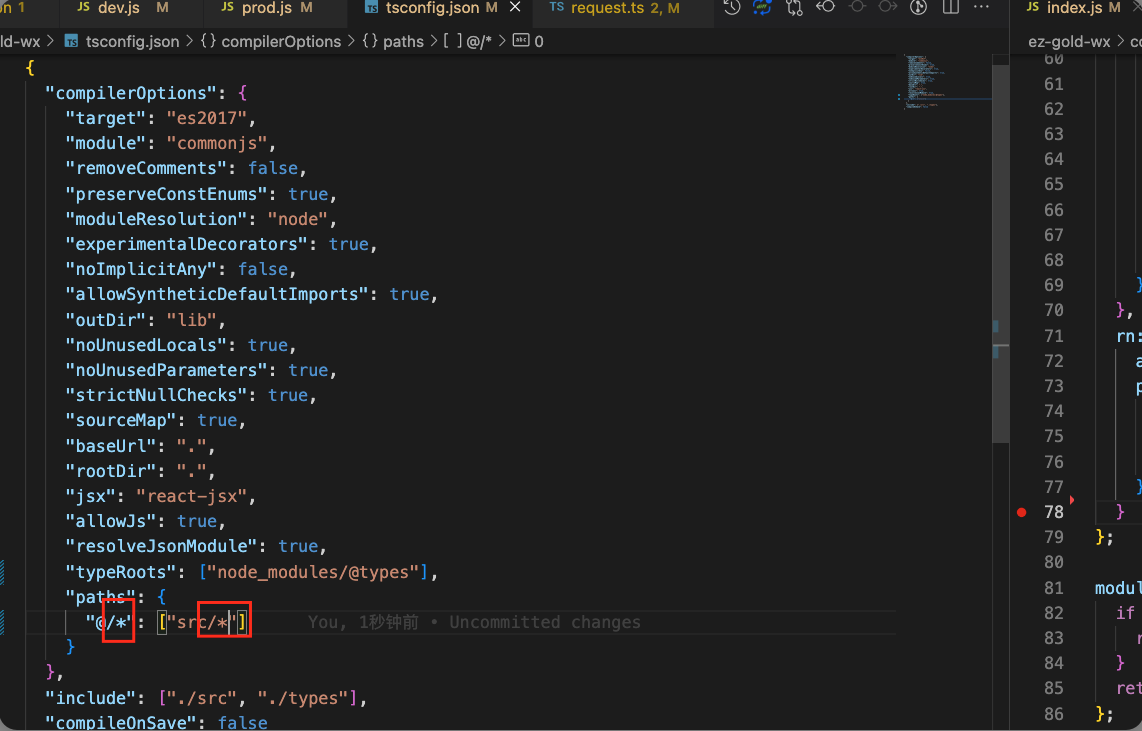 n 1 JS dev.js M JS prod.js M TS tsconfig.json M TS request.ts 2, M JS index.js M
ld-wx > TS tsconfig.json > {} compilerOptions > {} paths > [ ] @/* > abc 0 ez-gold-wx > co
{
"compilerOptions": {
"target": "es2017",
"module": "commonjs",
"removeComments": false,
"preserveConstEnums": true,
"moduleResolution": "node",
"experimentalDecorators": true,
"noImplicitAny": false,
"allowSyntheticDefaultImports": true,
"outDir": "lib",
"noUnusedLocals": true,
"noUnusedParameters": true,
"strictNullChecks": true,
"sourceMap": true,
"baseUrl": ".",
"rootDir": ".",
"jsx": "react-jsx",
"allowJs": true,
"resolveJsonModule": true,
"typeRoots": ["node_modules/@types"],
"paths": {
"@/*": ["src/*"] You, 1秒钟前 • Uncommitted changes
}
},
"include": ["./src", "./types"],
"compileOnSave": false
60
61
62
63
64
65
66
67
68
69 }
70 },
71 rn:
72 a
73 p
74
75
76
77 }
78 }
79 };
80
81 modul
82 if
83 r
84 }
85 ret
86 };